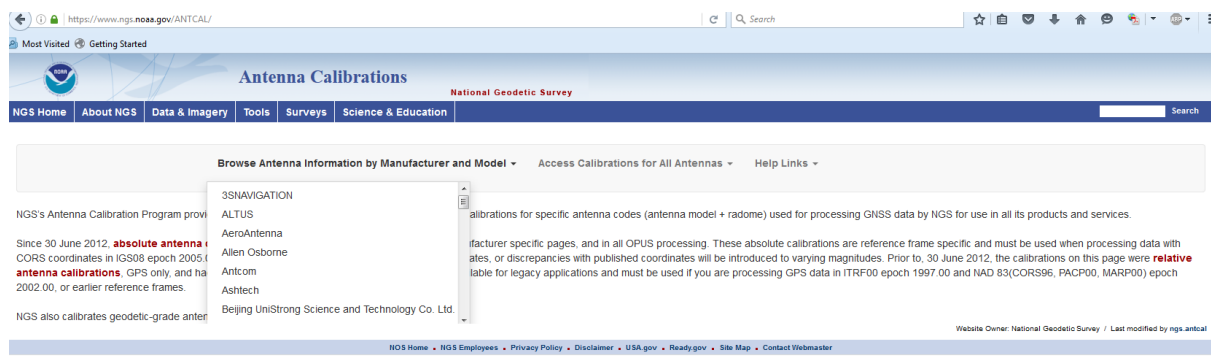 https://www.ngs.noaa.gov/ANTCAL/
Search
Most Visited Getting Started
NOAA
Antenna Calibrations
National Geodetic Survey
NGS Home About NGS Data & Imagery Tools Surveys Science & Education Search
Browse Antenna Information by Manufacturer and Model Access Calibrations for All Antennas Help Links
3SNAVIGATION
ALTUS
AeroAntenna
Allen Osborne
Antcom
Ashtech
Beijing UniStrong Science and Technology Co. Ltd.
NGS's Antenna Calibration Program provi alibrations for specific antenna codes (antenna model + radome) used for processing GNSS data by NGS for use in all its products and services.
Since 30 June 2012, absolute antenna ufacturer specific pages, and in all OPUS processing. These absolute calibrations are reference frame specific and must be used when processing data with
CORS coordinates in IGS08 epoch 2005.0 ates, or discrepancies with published coordinates will be introduced to varying magnitudes. Prior to, 30 June 2012, the calibrations on this page were relative
antenna calibrations, GPS only, and ha lable for legacy applications and must be used if you are processing GPS data in ITRF00 epoch 1997.00 and NAD 83(CORS96, PACP00, MARP00) epoch
2002.00, or earlier reference frames.
NGS also calibrates geodetic-grade anten
Website Owner: National Geodetic Survey / Last modified by ngs.antcal
NOS Home NGS Employees Privacy Policy Disclaimer USA.gov Ready.gov Site Map Contact Webmaster